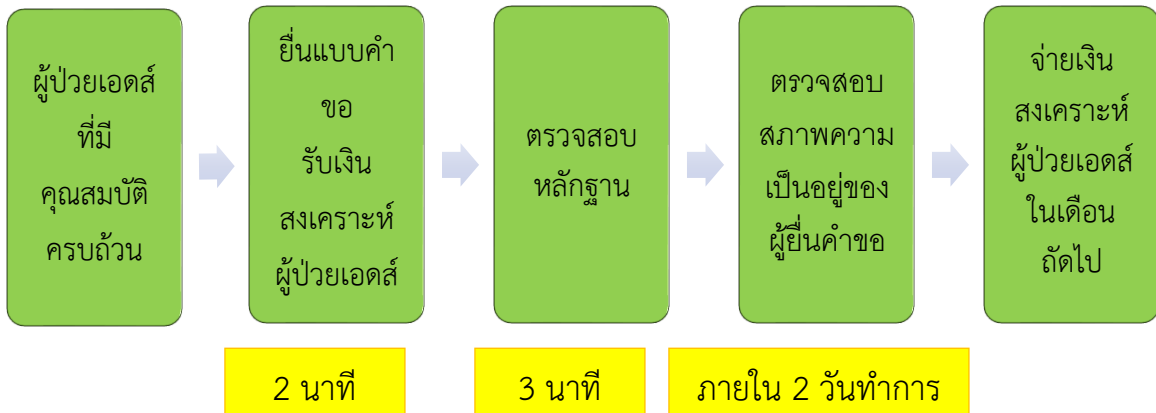 ผู้ป่วยเอดส์
ที่มี
คุณสมบัติ
ครบถ้วน
ยื่นแบบคำ
ขอ
รับเงิน
สงเคราะห์
ผู้ป่วยเอดส์
ตรวจสอบ
หลักฐาน
ตรวจสอบ
สภาพความ
เป็นอยู่ของ
ผู้ยื่นคำขอ
จ่ายเงิน
สงเคราะห์
ผู้ป่วยเอดส์
ในเดือน
ถัดไป
2 นาที
3 นาที
ภายใน 2 วันทำการ